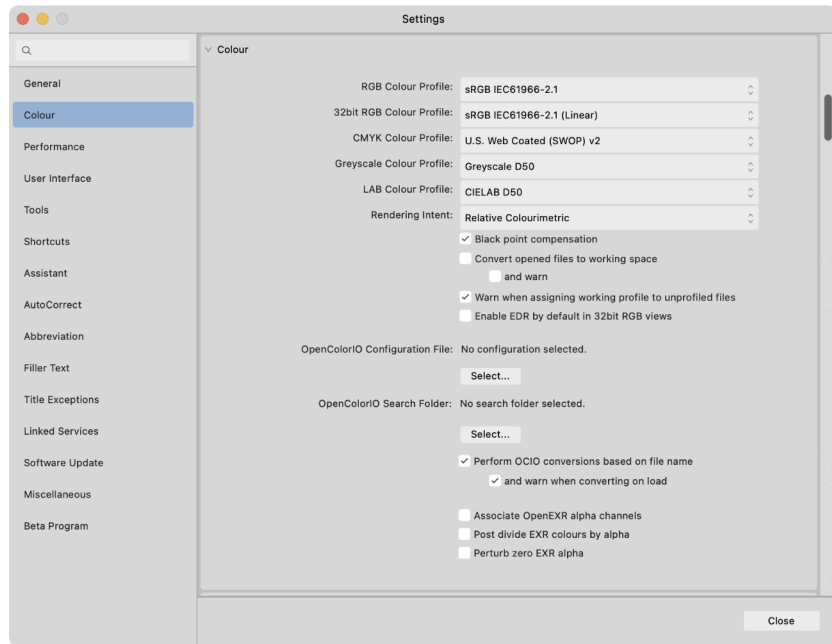 Settings
General
Colour
Performance
User Interface
Tools
Shortcuts
Assistant
AutoCorrect
Abbreviation
Filler Text
Title Exceptions
Linked Services
Software Update
Miscellaneous
Beta Program
Colour
RGB Colour Profile: sRGB IEC61966-2.1
32bit RGB Colour Profile: sRGB IEC61966-2.1 (Linear)
CMYK Colour Profile: U.S. Web Coated (SWOP) v2
Greyscale Colour Profile: Greyscale D50
LAB Colour Profile: CIELAB D50
Rendering Intent: Relative Colourimetric
Black point compensation
Convert opened files to working space
and warn
Warn when assigning working profile to unprofiled files
Enable EDR by default in 32bit RGB views
OpenColorIO Configuration File: No configuration selected.
Select...
OpenColorIO Search Folder: No search folder selected.
Select...
Perform OCIO conversions based on file name
and warn when converting on load
Associate OpenEXR alpha channels
Post divide EXR colours by alpha
Perturb zero EXR alpha
Close